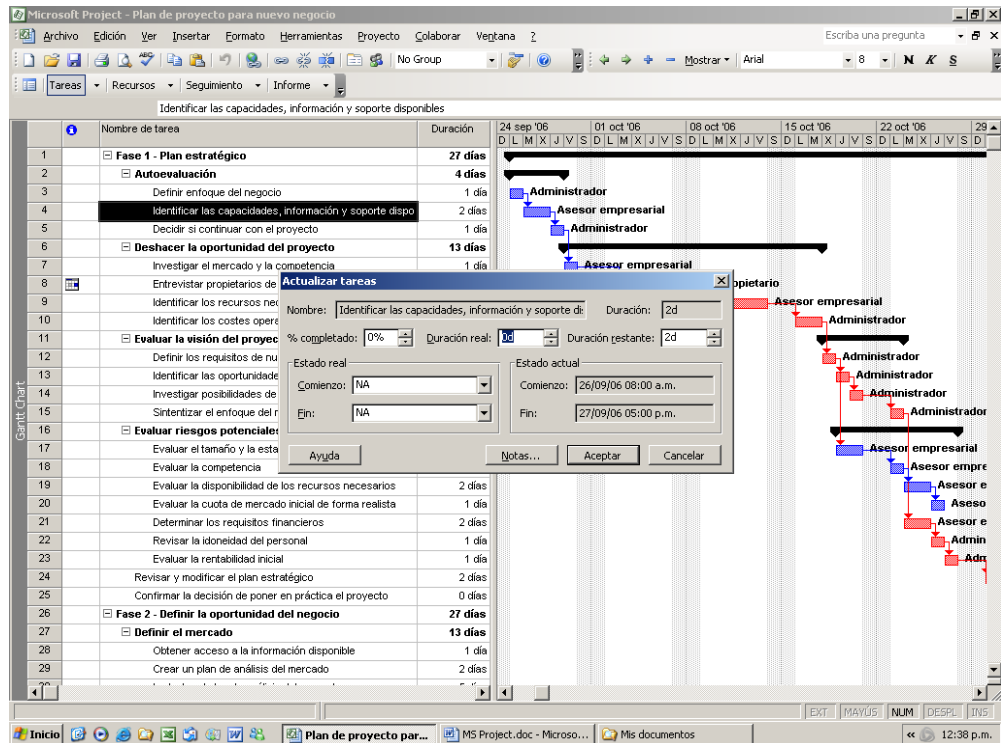 Microsoft Project - Plan de proyecto para nuevo negocio
Archivo Edición Ver Insertar Formato Herramientas Proyecto Colaborar Ventana ? Escriba una pregunta
No Group Mostrar Arial 8 N K S
Tareas Recursos Seguimiento Informe
Identificar las capacidades, información y soporte disponibles
Nombre de tarea Duración 24 sep '06 01 oct '06 08 oct '06 15 oct '06 22 oct '06 29
D L M X J V S D L M X J V S D L M X J V S D L M X J V S D L M X J V S D
1 Fase 1 - Plan estratégico 27 días
2 Autoevaluación 4 días
3 Definir enfoque del negocio 1 día Administrador
4 Identificar las capacidades, información y soporte dispo 2 días Asesor empresarial
5 Decidir si continuar con el proyecto 1 día Administrador
6 Deshacer la oportunidad del proyecto 13 días
7 Investigar el mercado y la competencia 1 día Asesor empresarial
8 Entrevistar propietarios de opietario
9 Identificar los recursos nec Asesor empresarial
10 Identificar los costes opera Administrador
11 Evaluar la visión del proyec
12 Definir los requisitos de nu Administrador
13 Identificar las oportunidade Administrador
14 Investigar posibilidades de Administrador
15 Sintentizar el enfoque del r Administrador
16 Evaluar riesgos potenciales
17 Evaluar el tamaño y la esta Asesor empresarial
18 Evaluar la competencia Asesor empre
19 Evaluar la disponibilidad de los recursos necesarios 2 días Asesor e
20 Evaluar la cuota de mercado inicial de forma realista 1 día Aseso
21 Determinar los requisitos financieros 2 días Asesor e
22 Revisar la idoneidad del personal 1 día Admin
23 Evaluar la rentabilidad inicial 1 día Adm
24 Revisar y modificar el plan estratégico 2 días
25 Confirmar la decisión de poner en práctica el proyecto 0 días
26 Fase 2 - Definir la oportunidad del negocio 27 días
27 Definir el mercado 13 días
28 Obtener acceso a la información disponible 1 día
29 Crear un plan de análisis del mercado 2 días
Gantt Chart
Actualizar tareas
Nombre: Identificar las capacidades, información y soporte di: Duración: 2d
% completado: 0% Duración real: 0d Duración restante: 2d
Estado real Estado actual
Comienzo: NA Comienzo: 26/09/06 08:00 a.m.
Fin: NA Fin: 27/09/06 05:00 p.m.
Ayuda Notas... Aceptar Cancelar
EXT MAYÚS NUM DESPL INS
Inicio Plan de proyecto par... MS Project.doc - Microso... Mis documentos 12:38 p.m.